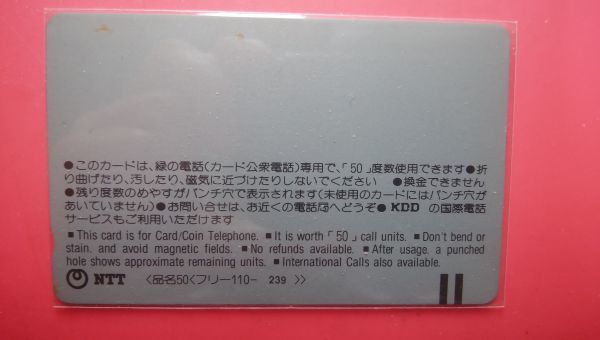 ●このカードは、緑の電話(カード公衆電話)専用で、「50」度数使用できます●折
り曲げたり、汚したり、磁気に近づけたりしないでください　●換金できません
●残り度数のめやすがパンチ穴で表示されます(未使用のカードにはパンチ穴が
あいていません)●お問い合せは、お近くの電話局へどうぞ● KDD の国際電話
サービスもご利用いただけます
■ This card is for Card/Coin Telephone. ■ It is worth「50」call units. ■ Don't bend or
stain, and avoid magnetic fields. ■ No refunds available. ■ After usage, a punched
hole shows approximate remaining units. ■ International Calls also available.
NTT 〈品名50〈フリー110- 239 〉〉